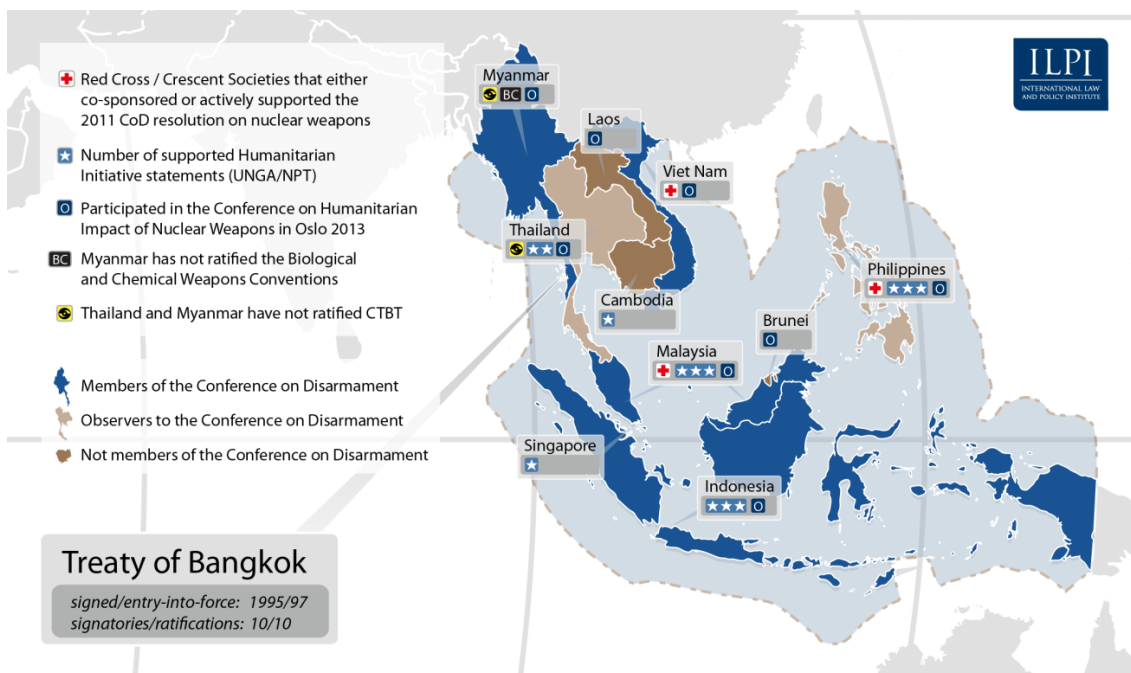 Red Cross / Crescent Societies that either
co-sponsored or actively supported the
2011 CoD resolution on nuclear weapons
Number of supported Humanitarian
Initiative statements (UNGA/NPT)
O
Participated in the Conference on Humanitarian
Impact of Nuclear Weapons in Oslo 2013
BC
Myanmar has not ratified the Biological
and Chemical Weapons Conventions
Thailand and Myanmar have not ratified CTBT
Members of the Conference on Disarmament
Observers to the Conference on Disarmament
Not members of the Conference on Disarmament
Treaty of Bangkok
signed/entry-into-force: 1995/97
signatories/ratifications: 10/10
Myanmar
BC O
Laos
O
Viet Nam
O
Thailand
O
Cambodia
Philippines
O
Brunei
O
Malaysia
O
Singapore
Indonesia
O
ILPI
INTERNATIONAL LAW
AND POLICY INSTITUTE